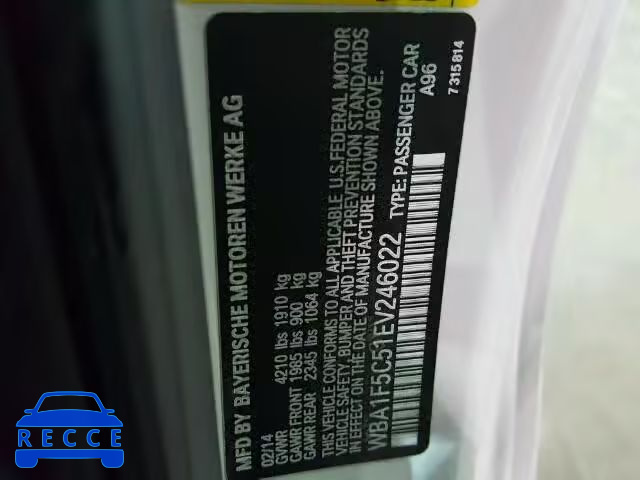 MFD BY BAYERISCHE MOTOREN WERKE AG
02/14
GVWR 4210 lbs 1910 kg
GAWR FRONT 1985 lbs 900 kg
GAWR REAR 2345 lbs 1064 kg
THIS VEHICLE CONFORMS TO ALL APPLICABLE U.S.FEDERAL MOTOR
VEHICLE SAFETY, BUMPER AND THEFT PREVENTION STANDARDS
IN EFFECT ON THE DATE OF MANUFACTURE SHOWN ABOVE.
WBA1F5C51EV246022 TYPE: PASSENGER CAR
A96
7 315 814
RECCE